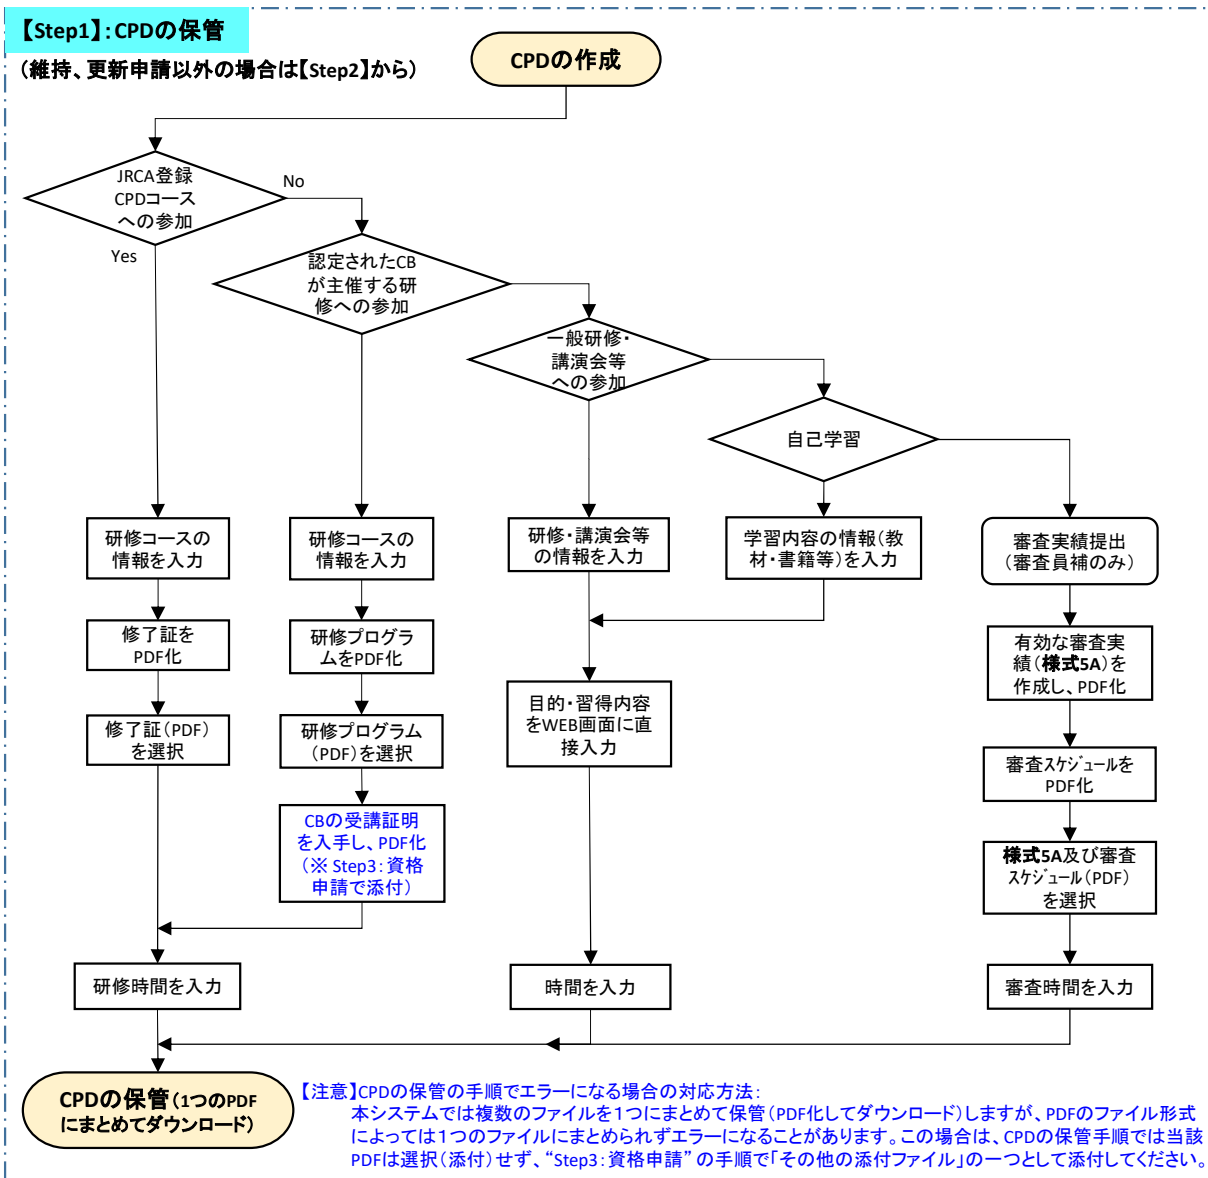 【Step1】:CPDの保管
(維持、更新申請以外の場合は【Step2】から)
CPDの作成
JRCA登録
CPDコース
への参加
No
Yes
認定されたCB
が主催する研
修への参加
一般研修・
講演会等
への参加
自己学習
研修コースの
情報を入力
研修コースの
情報を入力
研修・講演会等
の情報を入力
学習内容の情報(教
材・書籍等)を入力
審査実績提出
(審査員補のみ)
修了証を
PDF化
研修プログラ
ムをPDF化
有効な審査実
績(様式5A)を
作成し、PDF化
目的・習得内容
をWEB画面に直
接入力
修了証(PDF)
を選択
研修プログラム
(PDF)を選択
審査スケジュールを
PDF化
CBの受講証明
を入手し、PDF化
(※ Step3:資格
申請で添付)
様式5A及び審査
スケジュール(PDF)
を選択
研修時間を入力
時間を入力
審査時間を入力
CPDの保管(1つのPDF
にまとめてダウンロード)
【注意】CPDの保管の手順でエラーになる場合の対応方法:
本システムでは複数のファイルを1つにまとめて保管(PDF化してダウンロード)しますが、PDFのファイル形式
によっては1つのファイルにまとめられずエラーになることがあります。この場合は、CPDの保管手順では当該
PDFは選択(添付)せず、“Step3:資格申請” の手順で「その他の添付ファイル」の一つとして添付してください。